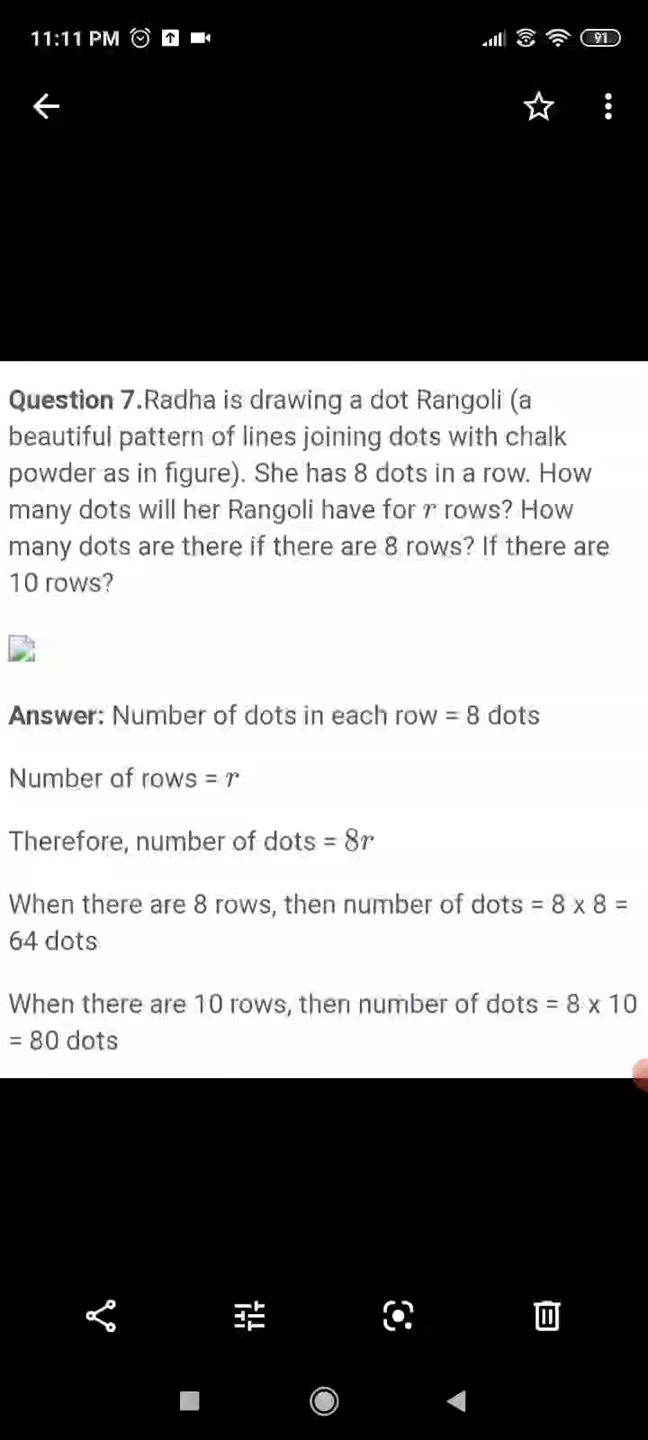 11:11 PM
91
Question 7.Radha is drawing a dot Rangoli (a
beautiful pattern of lines joining dots with chalk
powder as in figure). She has 8 dots in a row. How
many dots will her Rangoli have for r rows? How
many dots are there if there are 8 rows? If there are
10 rows?
Answer: Number of dots in each row = 8 dots
Number of rows = r
Therefore, number of dots = 8r
When there are 8 rows, then number of dots = 8 x 8 =
64 dots
When there are 10 rows, then number of dots = 8 x 10
= 80 dots